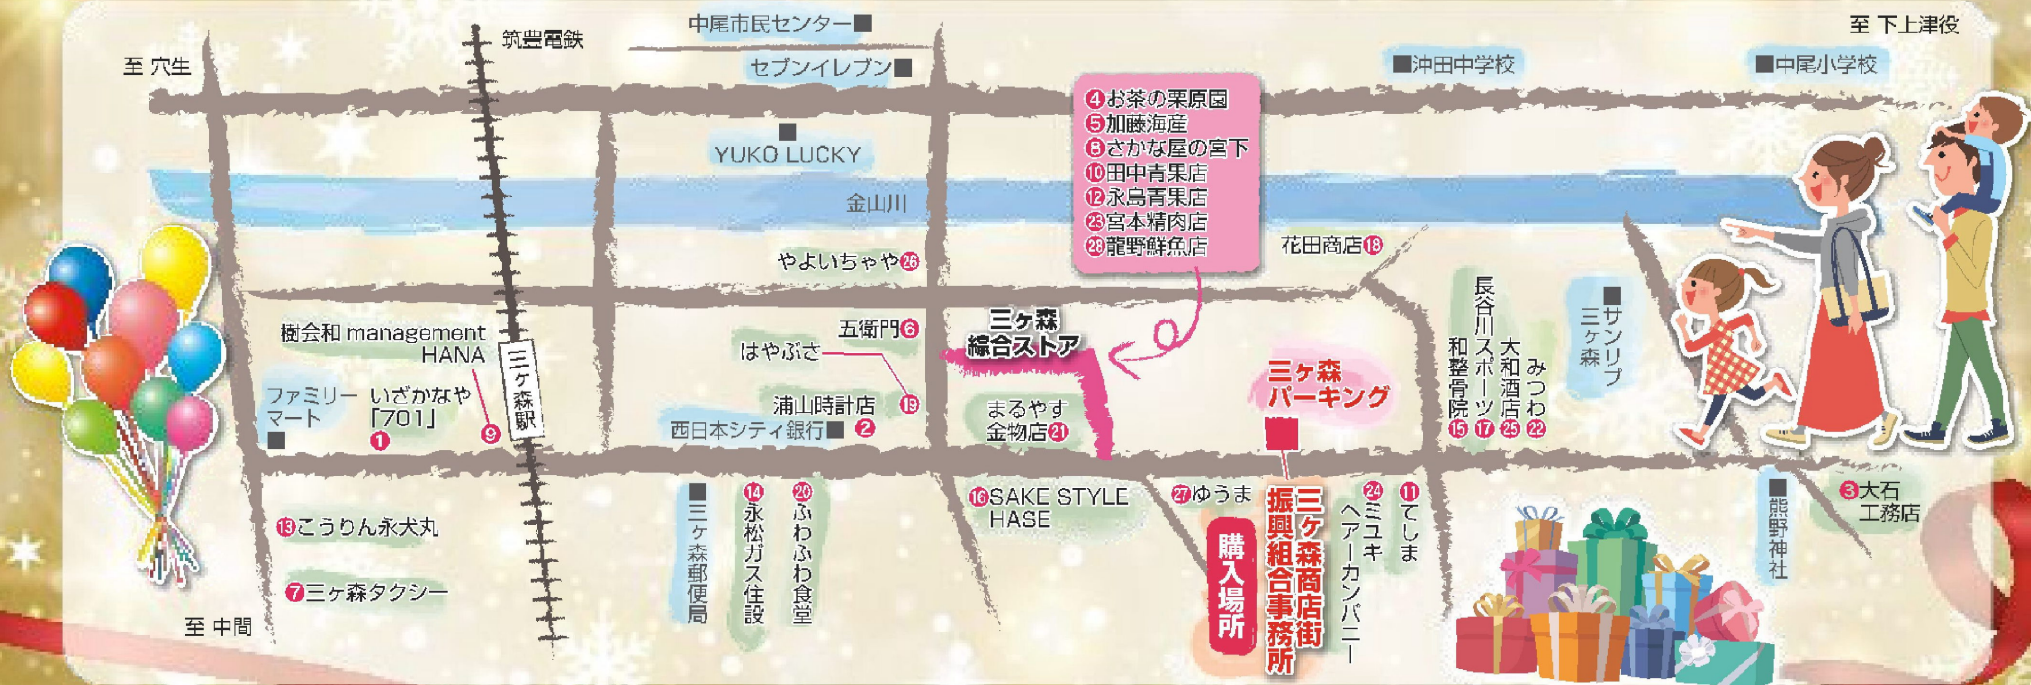 中尾市民センター■
至 下上津役
筑豊電鉄
至 穴生
セブンイレブン■
■沖田中学校
■中尾小学校
■
YUKO LUCKY
④お茶の栗原園
⑤加藤海産
⑧さかな屋の宮下
⑩田中青果店
⑫永島青果店
㉓宮本精肉店
㉘龍野鮮魚店
金山川
やよいちゃや㉖
花田商店⑱
樹会和 management
HANA
⑨
三ヶ森駅
五衛門⑥
はやぶさ
⑲
三ヶ森
綜合ストア
ファミリー
マート
■
いざかなや
「701」
①
浦山時計店
西日本シティ銀行■ ②
まるやす
金物店㉑
三ヶ森
パーキング
和整骨院⑮
長谷川スポーツ⑰
大和酒店㉕
みつわ㉒
■サンリブ
三ヶ森
⑬こうりん永犬丸
⑦三ヶ森タクシー
至 中間
■三ヶ森郵便局
⑭永松ガス住設
⑳ふわふわ食堂
⑯SAKE STYLE
HASE
㉗ゆうま
購入場所
三ヶ森商店街
振興組合事務所
㉔ミユキ
ヘアーカンパニー
⑪てしま
■熊野神社
③大石
工務店